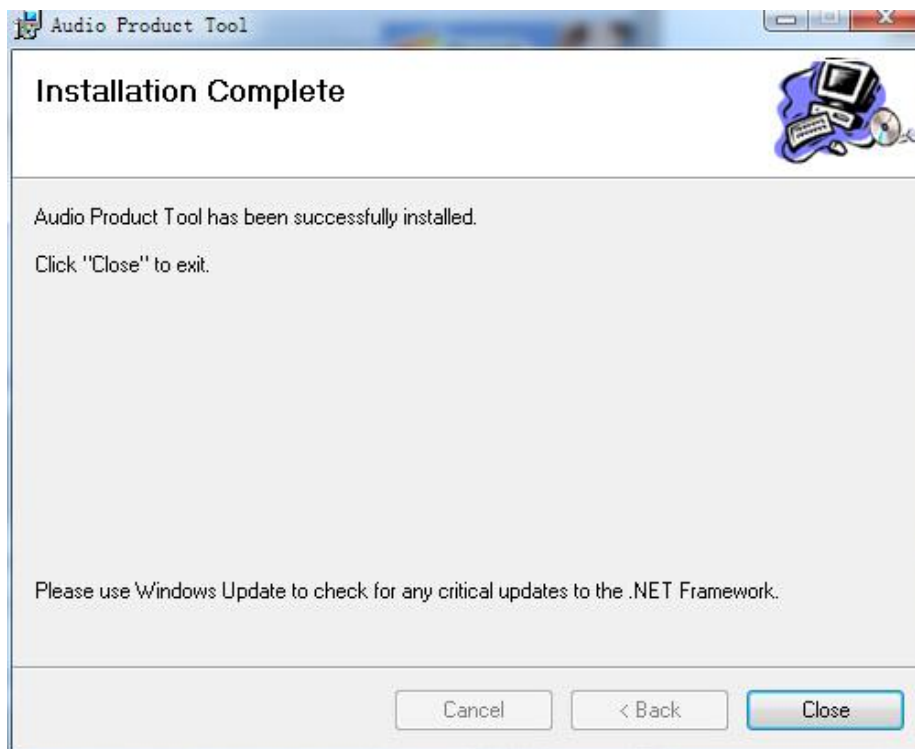 Audio Product Tool
Installation Complete
Audio Product Tool has been successfully installed.
Click "Close" to exit.
Please use Windows Update to check for any critical updates to the .NET Framework.
Cancel
< Back
Close